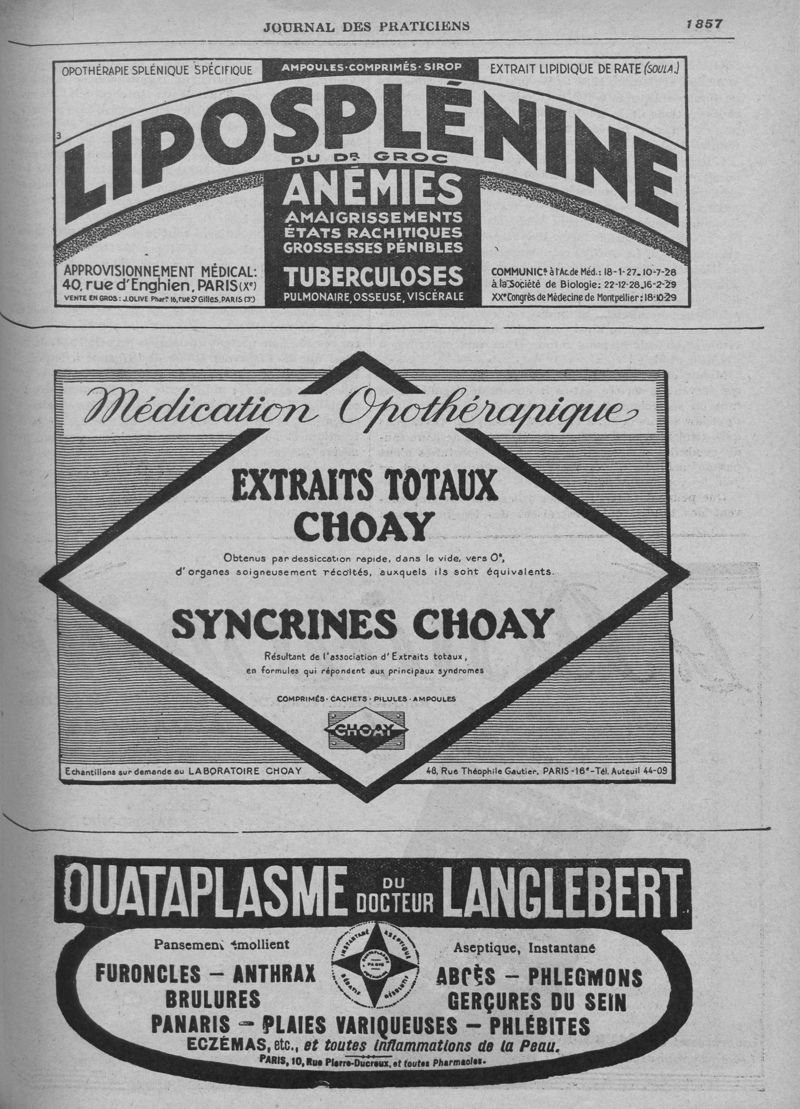 JOURNAL DES PRATICIENS
1857
OPOTHÉRAPIE SPLÉNIQUE SPÉCIFIQUE
AMPOULES·COMPRIMÉS·SIROP
EXTRAIT LIPIDIQUE DE RATE (SOULA.)
3
LIPOSPLÉNINE
DU DR GROC
ANÉMIES
AMAIGRISSEMENTS
ÉTATS RACHITIQUES
GROSSESSES PÉNIBLES
TUBERCULOSES
PULMONAIRE, OSSEUSE, VISCÉRALE
APPROVISIONNEMENT MÉDICAL:
40, rue d'Enghien, PARIS (Xe)
VENTE EN GROS: J.OLIVE Pharn 16, rue St Gilles, PARIS (3e)
COMMUNICs à l'Ac de Méd.: 18-1-27. 10-7-28
à la Société de Biologie: 22-12-28. 16-2-29
XXe Congrès de Médecine de Montpellier: 18-10-29
Médication Opothérapique
EXTRAITS TOTAUX
CHOAY
Obtenus par dessiccation rapide, dans le vide, vers 0°,
d'organes soigneusement récoltés, auxquels ils sont équivalents.
SYNCRINES CHOAY
Résultant de l'association d'Extraits totaux,
en formules qui répondent aux principaux syndromes
COMPRIMÉS·CACHETS·PILULES·AMPOULES
CHOAY
Echantillons sur demande au LABORATOIRE CHOAY
48, Rue Théophile Gautier, PARIS-16e-Tél. Auteuil 44-09
OUATAPLASME DU DOCTEUR LANGLEBERT
Pansement émollient
Aseptique, Instantané
INSTANTANÉ ASEPTIQUE
FURONCLES – ANTHRAX
ABCÈS – PHLEGMONS
BRULURES
GERÇURES DU SEIN
PANARIS – PLAIES VARIQUEUSES – PHLÉBITES
ECZÉMAS, etc., et toutes inflammations de la Peau.
PARIS, 10, Rue Pierre-Ducreux, et toutes Pharmacies.